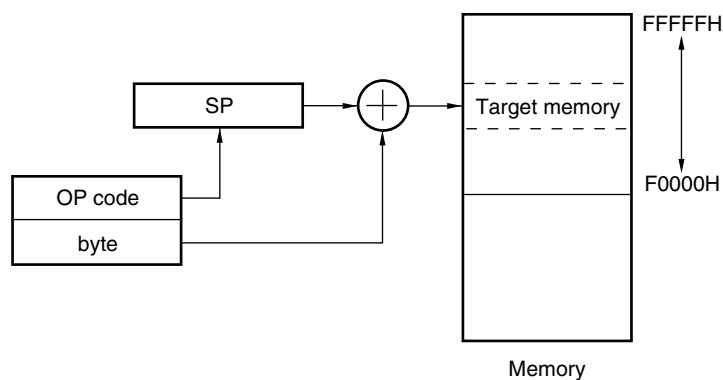 FFFFFH
SP
Target memory
OP code
F0000H
byte
Memory